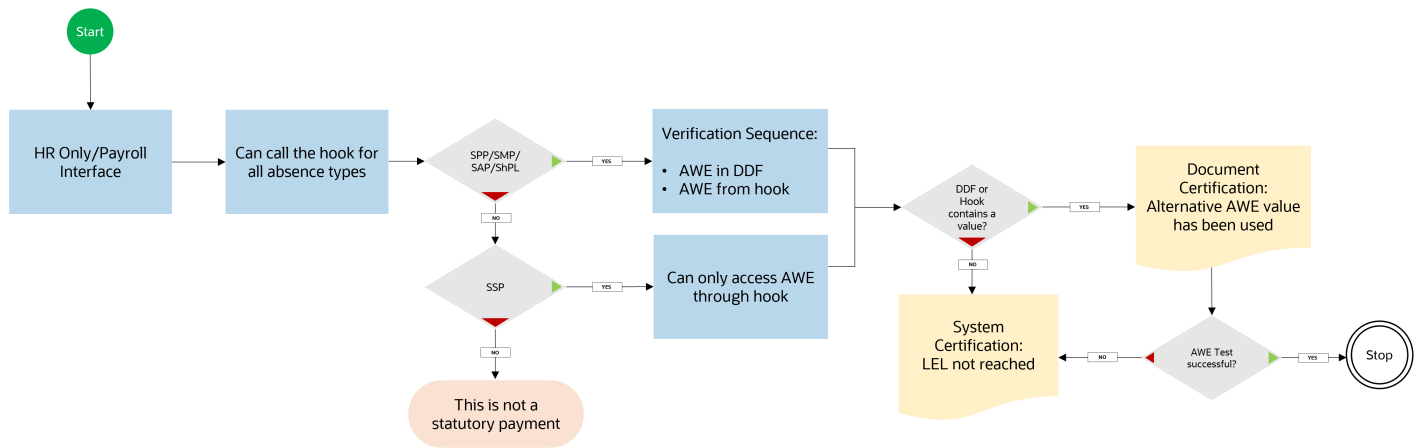 Start
HR Only/Payroll
Interface
Can call the hook for
all absence types
SPP/SMP/
SAP/ShPL
YES
NO
Verification Sequence:
• AWE in DDF
• AWE from hook
SSP
YES
NO
Can only access AWE
through hook
This is not a
statutory payment
DDF or
Hook
contains a
value?
YES
NO
Document
Certification:
Alternative AWE value
has been used
System
Certification:
LEL not reached
NO
AWE Test
successful?
YES
Stop